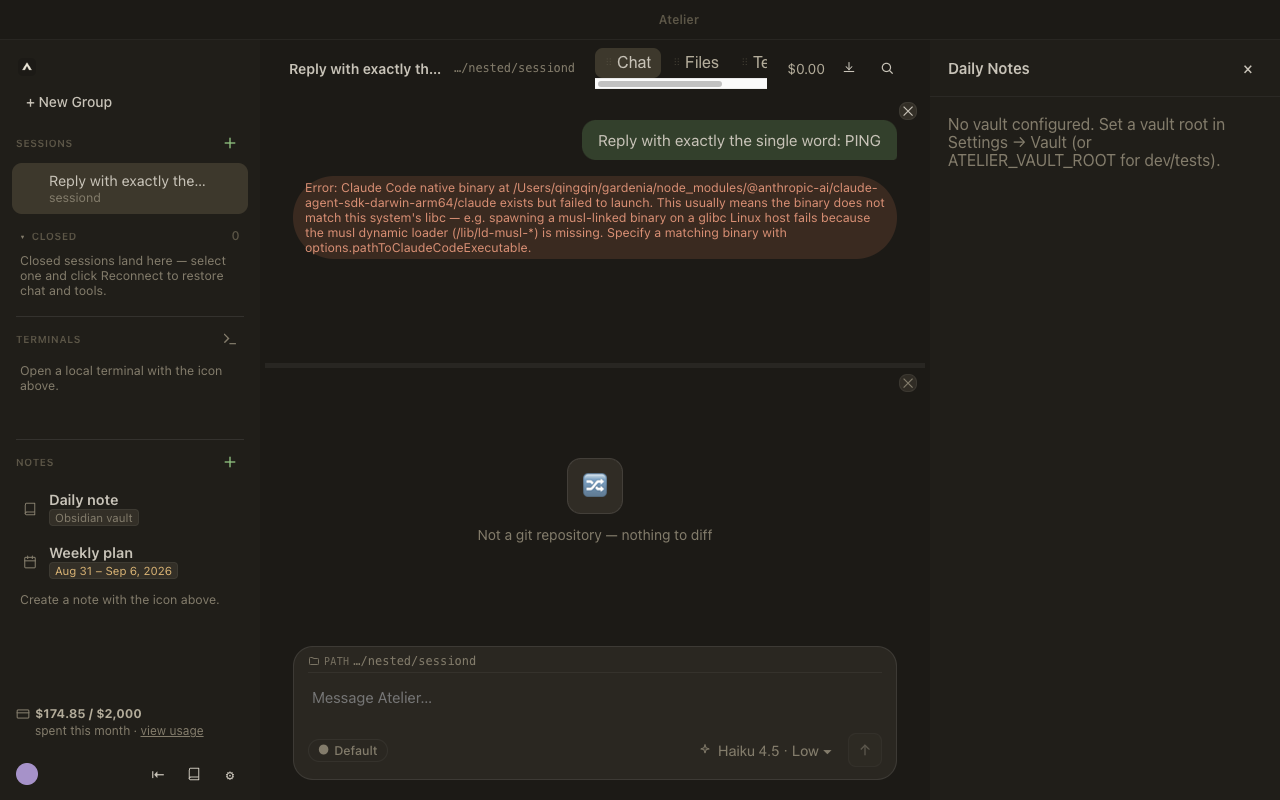 Atelier
+ New Group
SESSIONS
Reply with exactly the...
sessiond
CLOSED 0
Closed sessions land here — select
one and click Reconnect to restore
chat and tools.
TERMINALS
Open a local terminal with the icon
above.
NOTES
Daily note
Obsidian vault
Weekly plan
Aug 31 – Sep 6, 2026
Create a note with the icon above.
$174.85 / $2,000
spent this month · view usage
Reply with exactly th... …/nested/sessiond Chat Files Te $0.00
Reply with exactly the single word: PING
Error: Claude Code native binary at /Users/qingqin/gardenia/node_modules/@anthropic-ai/claude-
agent-sdk-darwin-arm64/claude exists but failed to launch. This usually means the binary does not
match this system's libc — e.g. spawning a musl-linked binary on a glibc Linux host fails because
the musl dynamic loader (/lib/ld-musl-*) is missing. Specify a matching binary with
options.pathToClaudeCodeExecutable.
Not a git repository — nothing to diff
PATH …/nested/sessiond
Message Atelier...
Default
Haiku 4.5 · Low
Daily Notes
No vault configured. Set a vault root in
Settings → Vault (or
ATELIER_VAULT_ROOT for dev/tests).